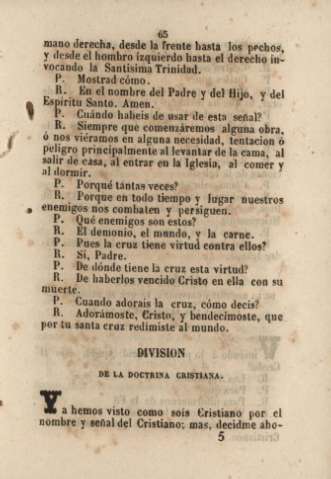 65
mano derecha, desde la frente hasta los pechos,
y desde el hombro izquierdo hasta el derecho in-
vocando la Santisima Trinidad.
P. Mostrad cómo.
R. En el nombre del Padre y del Hijo, y del
Espíritu Santo. Amen.
P. Cuándo habeis de usar de esta señal?
R. Siempre que comenzáremos alguna obra,
ó nos viéramos en alguna necesidad, tentacion ó
peligro principalmente al levantar de la cama, al
salir de casa, al entrar en la Iglesia, al comer y
al dormir.
P. Porqué tántas veces?
R. Porque en todo tiempo y lugar nuestros
enemigos nos combaten y persiguen.
P. Qué enemigos son estos?
R. El demonio, el mundo, y la carne.
P. Pues la cruz tiene virtud contra ellos?
R. Sí, Padre.
P. De dónde tiene la cruz esta virtud?
R. De haberlos vencido Cristo en ella con su
muerte.
P. Cuando adorais la cruz, cómo decis?
R. Adorámoste, Cristo, y bendecímoste, que
por tu santa cruz redimiste al mundo.
DIVISION
DE LA DOCTRINA CRISTIANA.
Ya hemos visto como sois Cristiano por el
nombre y señal del Cristiano; mas, decidme aho-
5